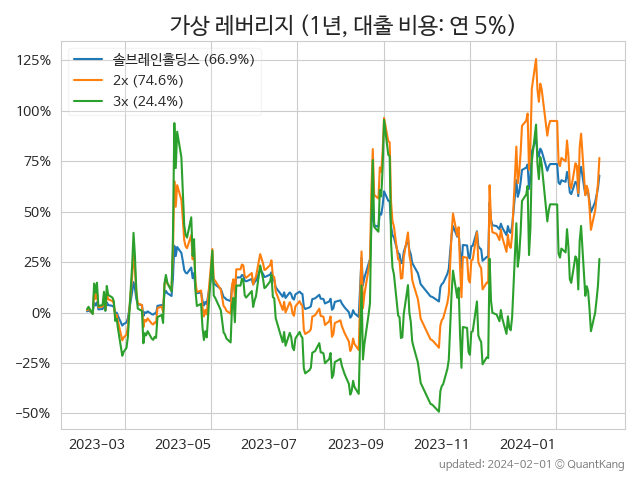 가상 레버리지 (1년, 대출 비용: 연 5%)
솔브레인홀딩스 (66.9%)
2x (74.6%)
3x (24.4%)
125%
100%
75%
50%
25%
0%
−25%
−50%
2023-03 2023-05 2023-07 2023-09 2023-11 2024-01
updated: 2024-02-01 © QuantKang